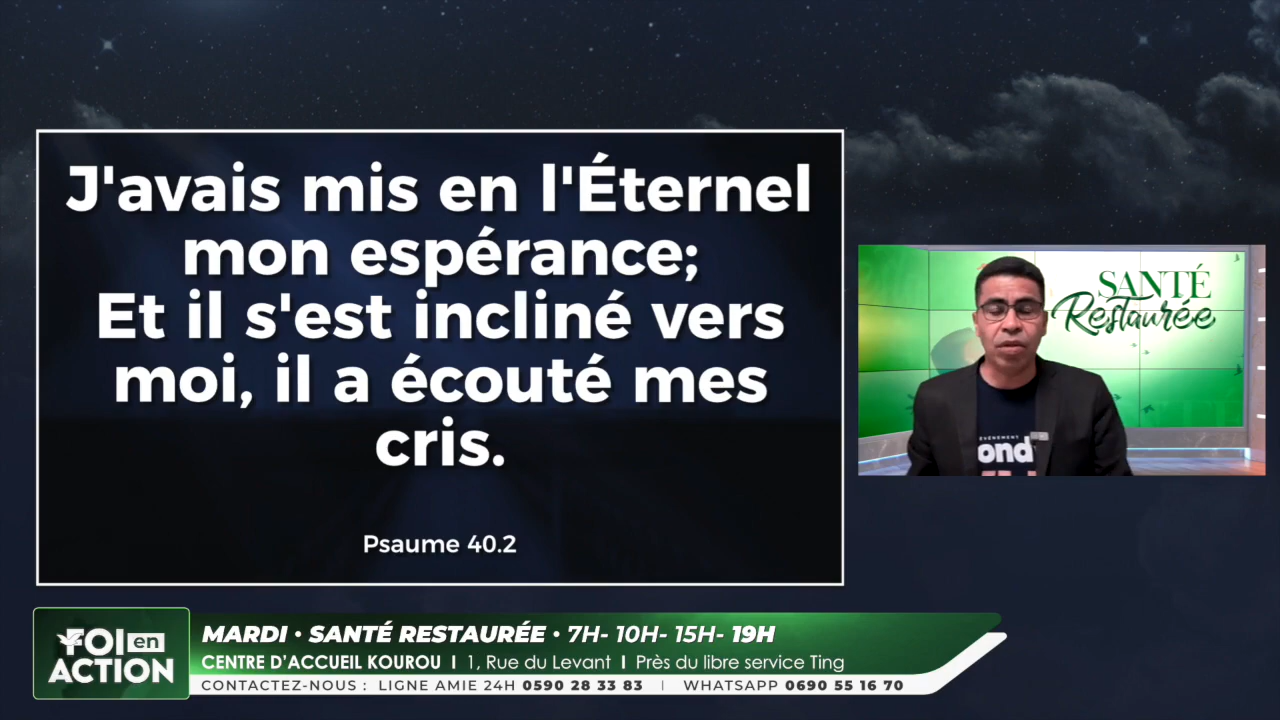 J'avais mis en l'Éternel
mon espérance;
Et il s'est incliné vers
moi, il a écouté mes
cris.
Psaume 40.2
SANTÉ
Restaurée
ÉVÉNEMENT
FOI en
ACTION
MARDI • SANTÉ RESTAURÉE • 7H- 10H- 15H- 19H
CENTRE D'ACCUEIL KOUROU I 1, Rue du Levant I Près du libre service Ting
CONTACTEZ-NOUS : LIGNE AMIE 24H 0590 28 33 83 | WHATSAPP 0690 55 16 70